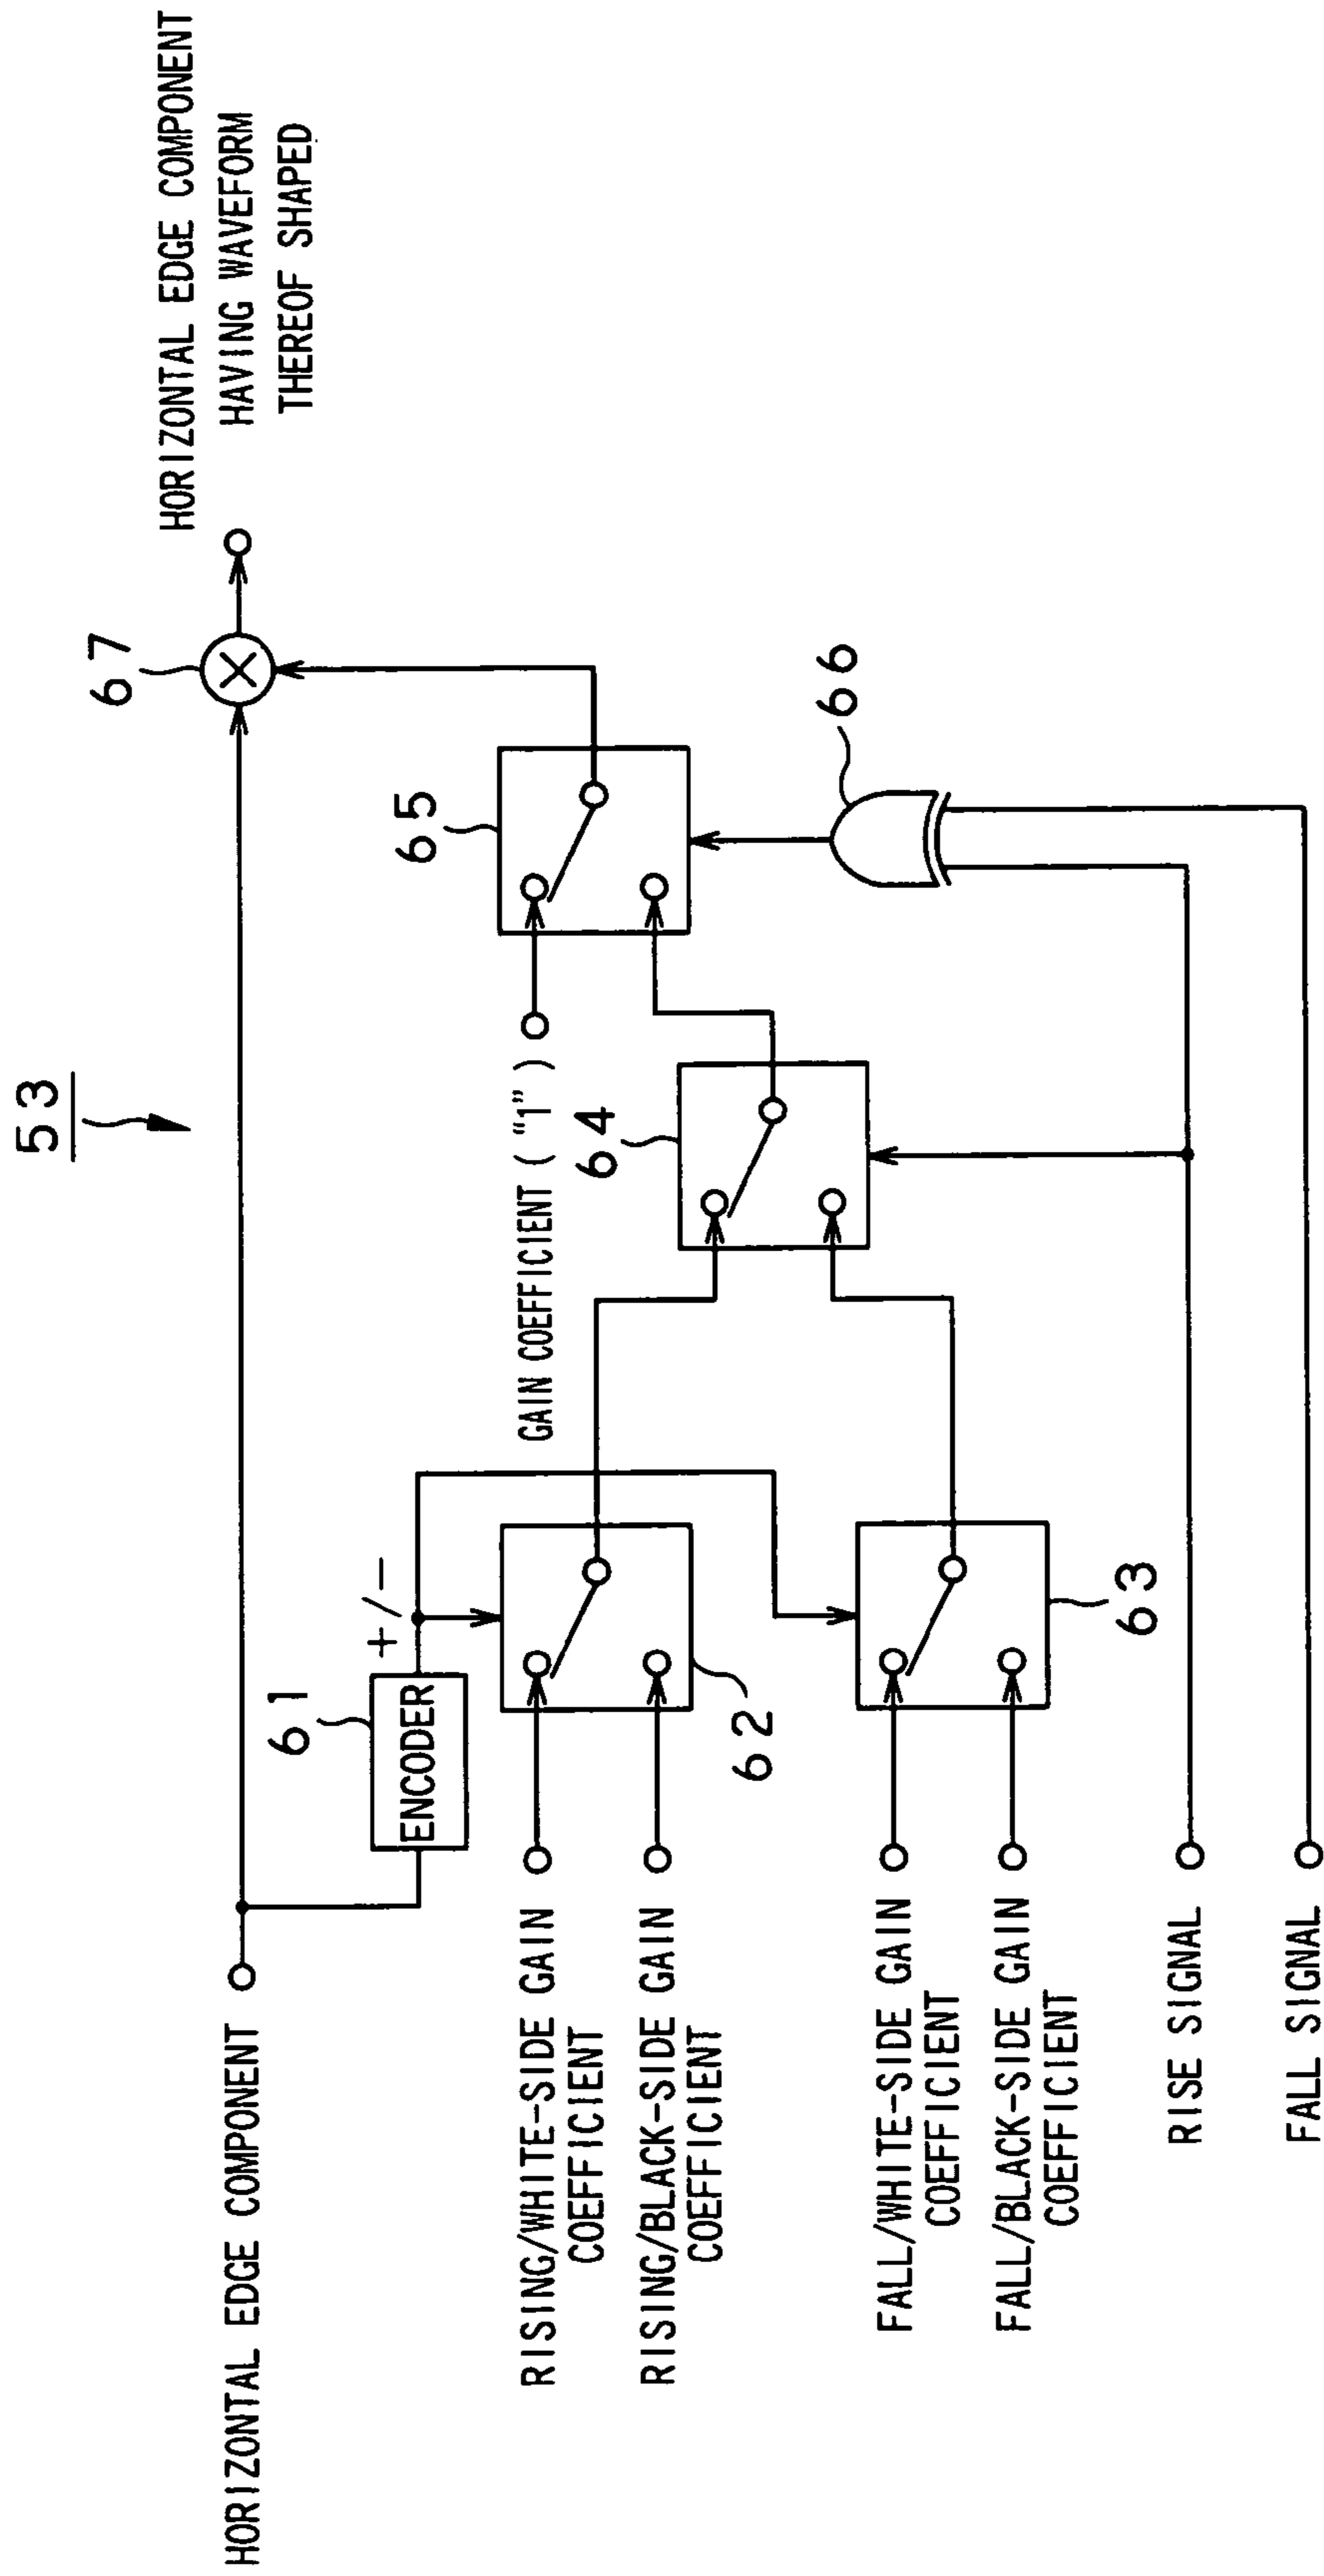 53
HORIZONTAL EDGE COMPONENT
61
ENCODER
+/-
67
HORIZONTAL EDGE COMPONENT
HAVING WAVEFORM
THEREOF SHAPED
RISING/WHITE-SIDE GAIN
COEFFICIENT
RISING/BLACK-SIDE GAIN
COEFFICIENT
62
GAIN COEFFICIENT ( “1” )
64
65
66
FALL/WHITE-SIDE GAIN
COEFFICIENT
FALL/BLACK-SIDE GAIN
COEFFICIENT
63
RISE SIGNAL
FALL SIGNAL